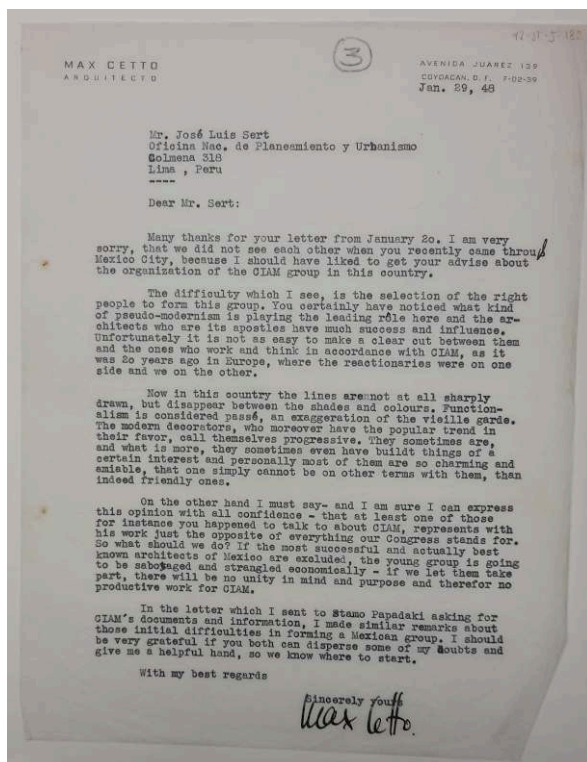 3
MAX CETTO
ARQUITECTO
AVENIDA JUAREZ 139
COYOACAN, D. F. F-02-39
Jan. 29, 48
Mr. José Luis Sert
Oficina Nac. de Planeamiento y Urbanismo
Colmena 318
Lima , Peru
----
Dear Mr. Sert:
Many thanks for your letter from January 2o. I am very
sorry, that we did not see each other when you recently came throug
Mexico City, because I should have liked to get your advise about
the organization of the CIAM group in this country.
The difficulty which I see, is the selection of the right
people to form this group. You certainly have noticed what kind
of pseudo-modernism is playing the leading rôle here and the ar-
chitects who are its apostles have much success and influence.
Unfortunately it is not as easy to make a clear cut between them
and the ones who work and think in accordance with CIAM, as it
was 2o years ago in Europe, where the reactionaries were on one
side and we on the other.
Now in this country the lines are not at all sharply
drawn, but disappear between the shades and colours. Function-
alism is considered passé, an exaggeration of the vieille garde.
The modern decorators, who moreover have the popular trend in
their favor, call themselves progressive. They sometimes are,
and what is more, they sometimes even have buildt things of a
certain interest and personally most of them are so charming and
amiable, that one simply cannot be on other terms with them, than
indeed friendly ones.
On the other hand I must say- and I am sure I can express
this opinion with all confidence - that at least one of those
for instance you happened to talk to about CIAM, represents with
his work just the opposite of everything our Congress stands for.
So what should we do? If the most successful and actually best
known architects of Mexico are excluded, the young group is going
to be sabotaged and strangled economically - if we let them take
part, there will be no unity in mind and purpose and therefor no
productive work for CIAM.
In the letter which I sent to Stamo Papadaki asking for
CIAM's documents and information, I made similar remarks about
those initial difficulties in forming a Mexican group. I should
be very grateful if you both can disperse some of my doubts and
give me a helpful hand, so we know where to start.
With my best regards
Sincerely yours
Max Cetto.